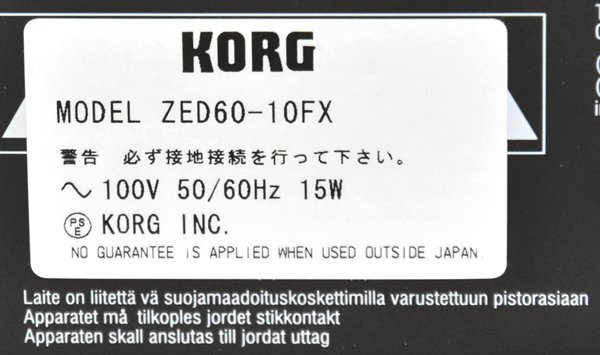 KORG
MODEL ZED60-10FX
警告 必ず接地接続を行って下さい。
～ 100V 50/60Hz 15W
PSE KORG INC.
NO GUARANTEE iS APPLIED WHEN USED OUTSIDE JAPAN.
Laite on liitettä vä suojamaadoituskoskettimilla varustettuun pistorasiaan
Apparatet må tilkoples jordet stikkontakt
Apparaten skall anslutas till jordat uttag